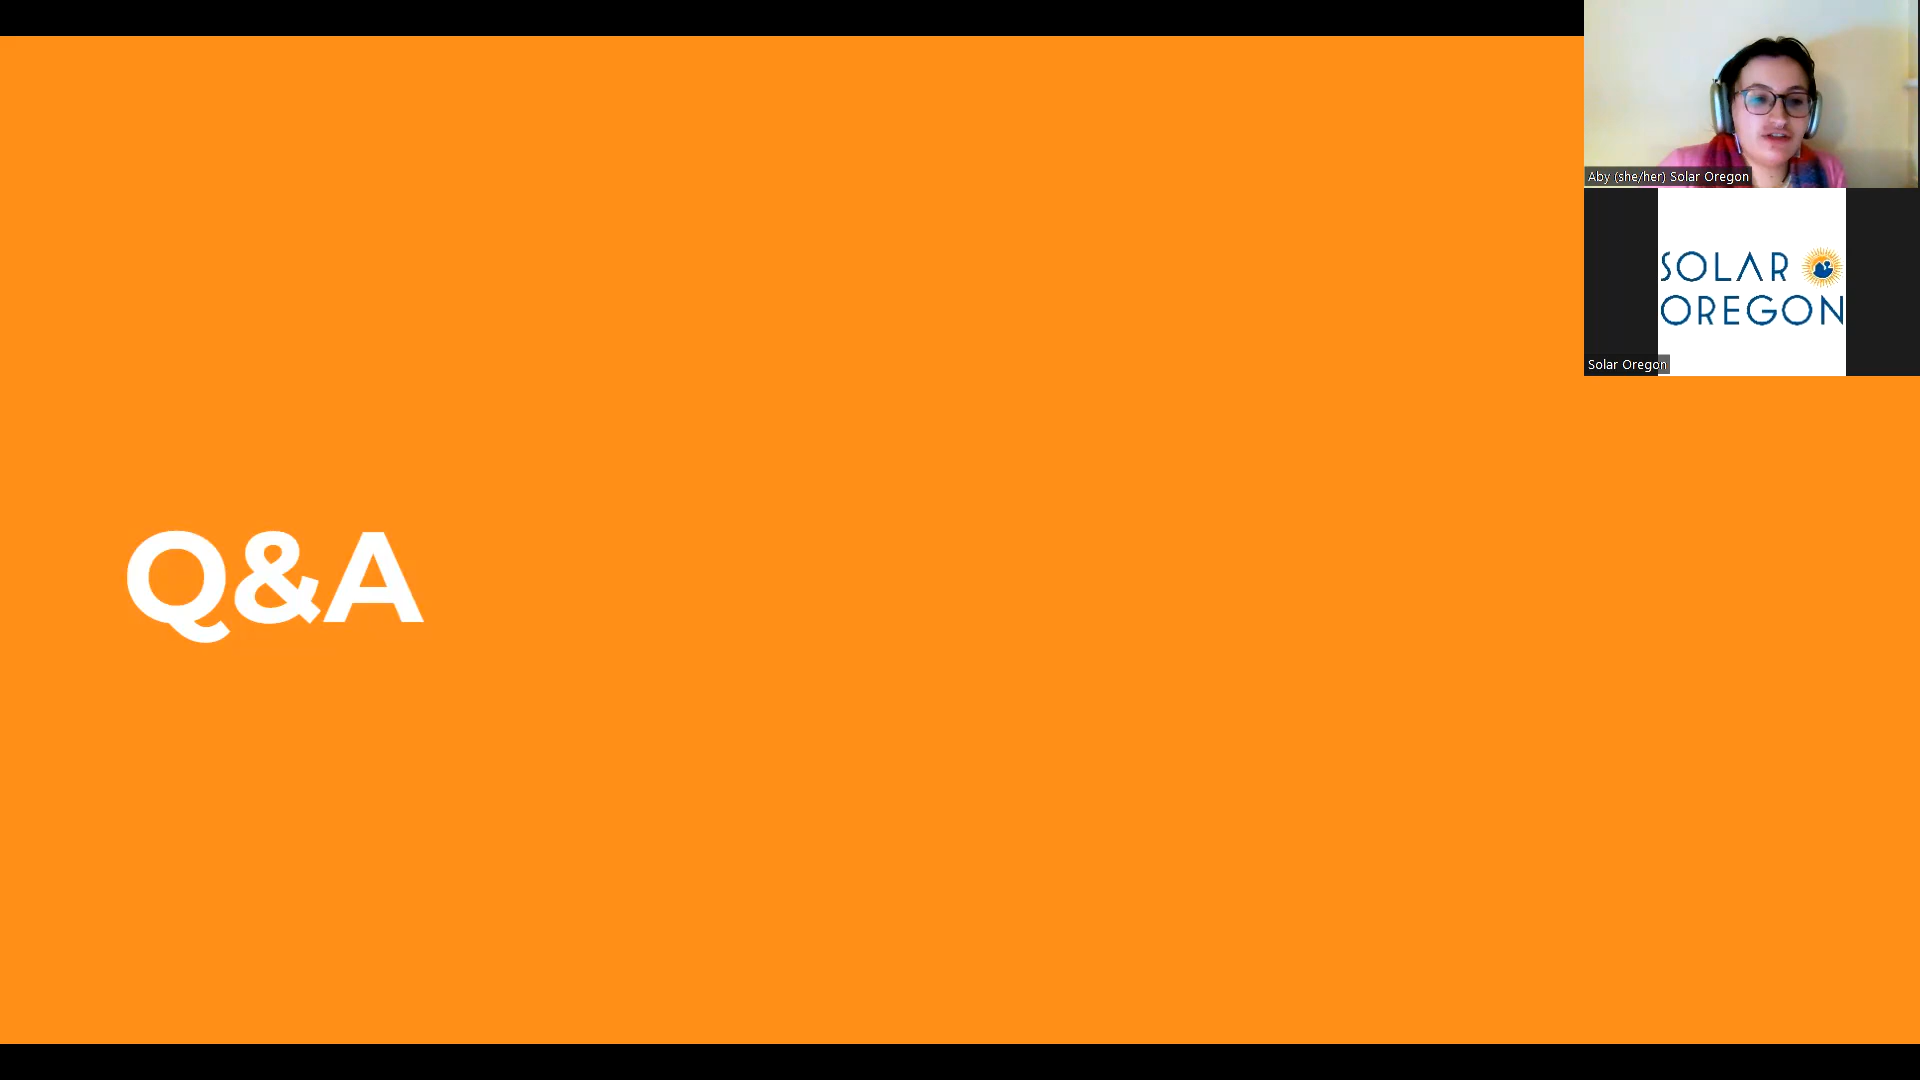 Q&A
Aby (she/her) Solar Oregon
SOLAR
OREGON
Solar Oregon